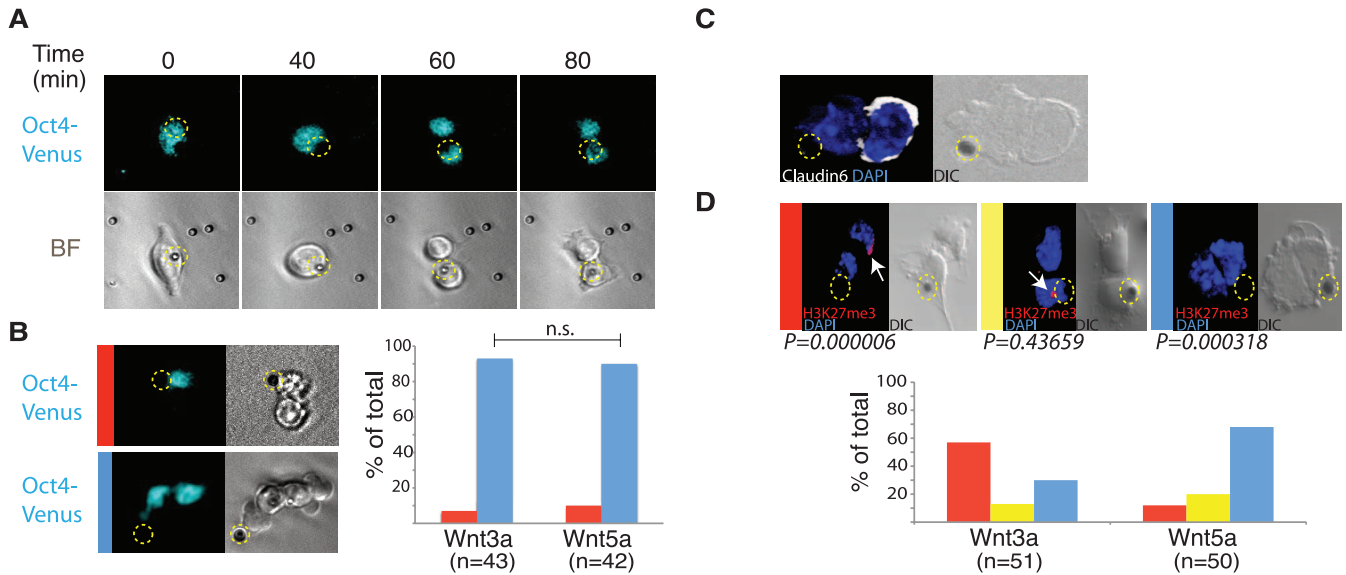 A
Time
(min)
0 40 60 80
Oct4-
Venus
BF
B
Oct4-
Venus
Oct4-
Venus
n.s.
% of total
100
80
60
40
20
Wnt3a
(n=43)
Wnt5a
(n=42)
C
Claudin6 DAPI
DIC
D
H3K27me3
DAPI
DIC
P=0.000006
H3K27me3
DAPI
DIC
P=0.43659
H3K27me3
DAPI
DIC
P=0.000318
% of total
100
80
60
40
20
Wnt3a
(n=51)
Wnt5a
(n=50)